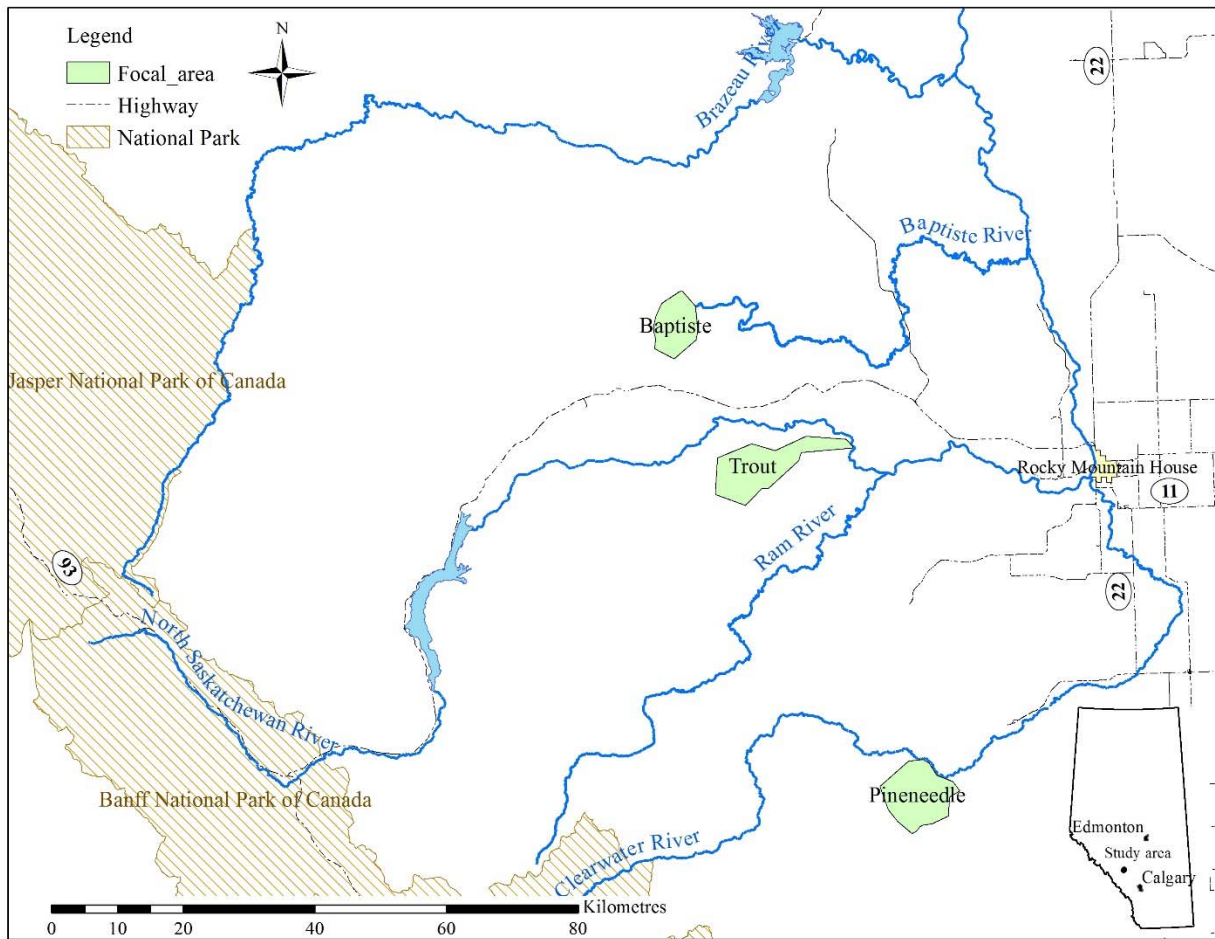 Legend
N
Focal_area
Highway
National Park
Brazeau River
22
Baptiste River
Baptiste
Jasper National Park of Canada
Trout
Rocky Mountain House
11
Ram River
93
22
North Saskatchewan River
Banff National Park of Canada
Pineneedle
Clearwater River
Edmonton
Study area
Calgary
Kilometres
0 10 20 40 60 80